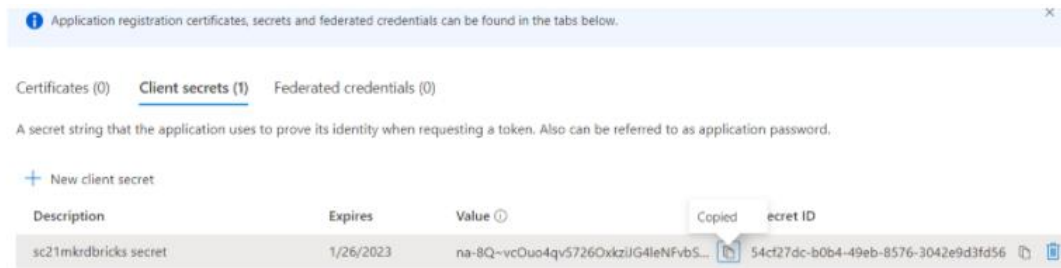 Application registration certificates, secrets and federated credentials can be found in the tabs below.
Certificates (0) Client secrets (1) Federated credentials (0)
A secret string that the application uses to prove its identity when requesting a token. Also can be referred to as application password.
New client secret
Description Expires Value Copied ecret ID
sc21mkrdbricks secret 1/26/2023 na-8Q~vcOuo4qv5726OxkziJG4leNFvbS... 54cf27dc-b0b4-49eb-8576-3042e9d3fd56